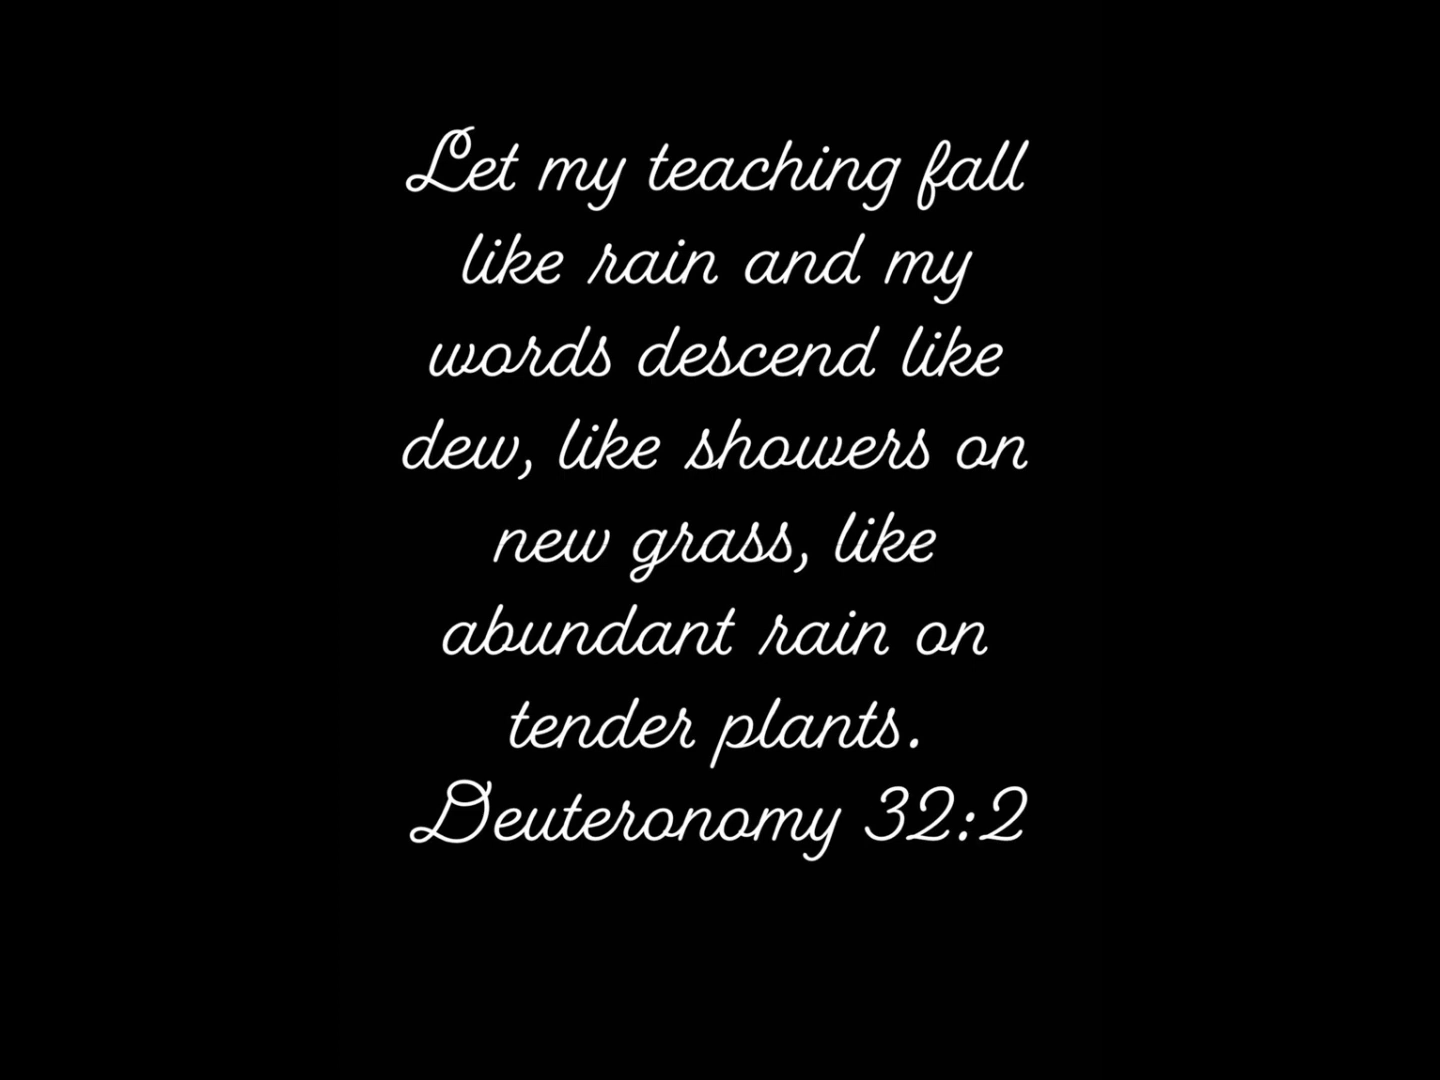 Let my teaching fall
like rain and my
words descend like
dew, like showers on
new grass, like
abundant rain on
tender plants.
Deuteronomy 32:2